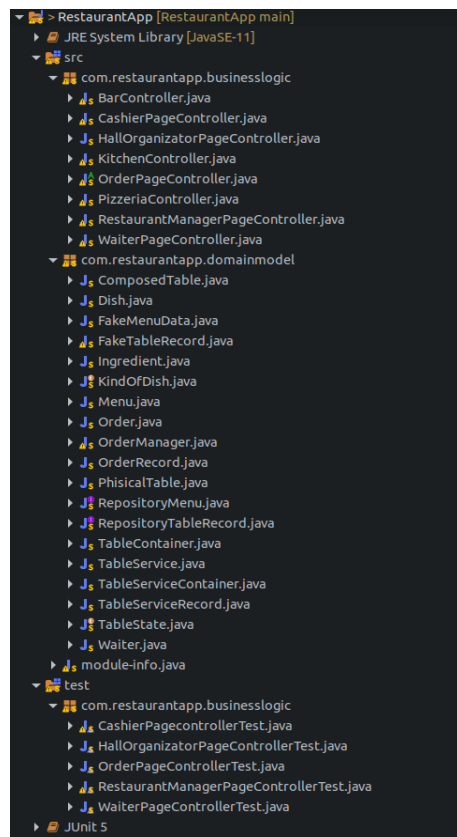 > RestaurantApp [RestaurantApp main]
JRE System Library [JavaSE-11]
src
com.restaurantapp.businesslogic
BarController.java
CashierPageController.java
HallOrganizatorPageController.java
KitchenController.java
OrderPageController.java
PizzeriaController.java
RestaurantManagerPageController.java
WaiterPageController.java
com.restaurantapp.domainmodel
ComposedTable.java
Dish.java
FakeMenuData.java
FakeTableRecord.java
Ingredient.java
KindOfDish.java
Menu.java
Order.java
OrderManager.java
OrderRecord.java
PhisicalTable.java
RepositoryMenu.java
RepositoryTableRecord.java
TableContainer.java
TableService.java
TableServiceContainer.java
TableServiceRecord.java
TableState.java
Waiter.java
module-info.java
test
com.restaurantapp.businesslogic
CashierPagecontrollerTest.java
HallOrganizatorPageControllerTest.java
OrderPageControllerTest.java
RestaurantManagerPageControllerTest.java
WaiterPageControllerTest.java
JUnit 5